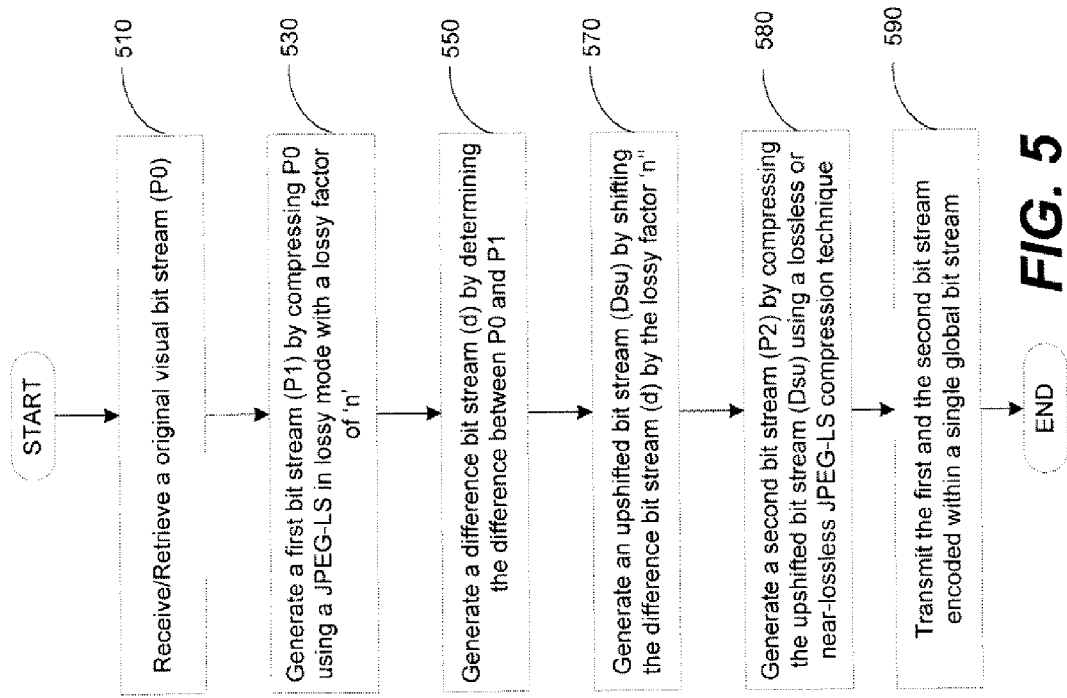 START
510
Receive/Retrieve a original visual bit stream (P0)
530
Generate a first bit stream (P1) by compressing P0
using a JPEG-LS in lossy mode with a lossy factor
of 'n'
550
Generate a difference bit stream (d) by determining
the difference between P0 and P1
570
Generate an upshifted bit stream (Dsu) by shifting
the difference bit stream (d) by the lossy factor 'n"
580
Generate a second bit stream (P2) by compressing
the upshifted bit stream (Dsu) using a lossless or
near-lossless JPEG-LS compression technique
590
Transmit the first and the second bit stream
encoded within a single global bit stream
END
FIG. 5